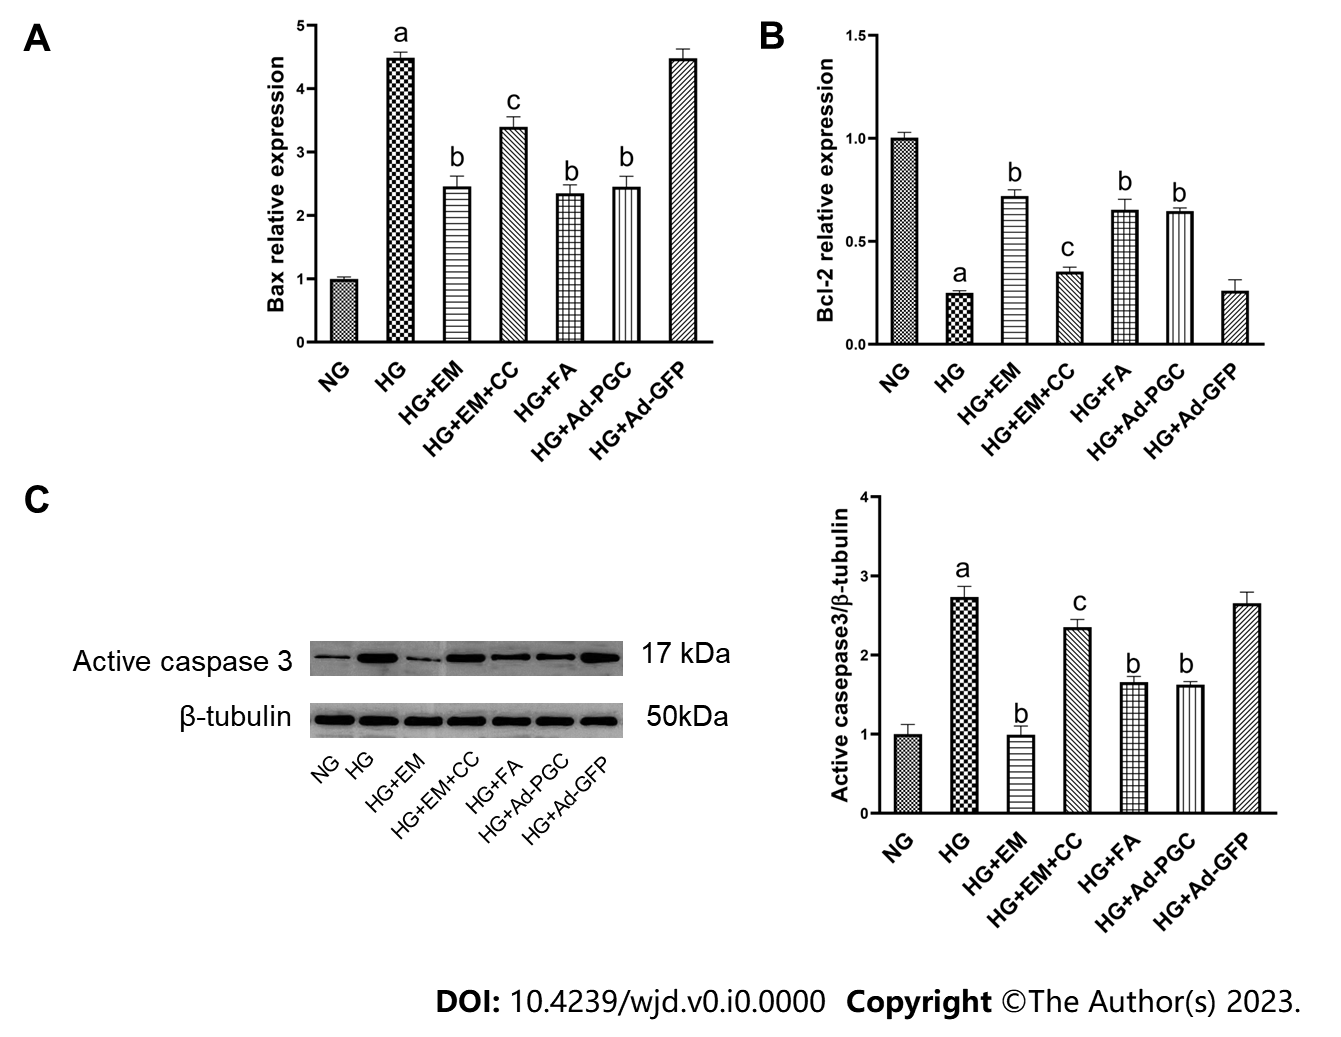 A
Bax relative expression
5
4
3
2
1
0
a
b
c
b
b
NG
HG
HG+EM
HG+EM+CC
HG+FA
HG+Ad-PGC
HG+Ad-GFP
B
Bcl-2 relative expression
1.5
1.0
0.5
0.0
a
b
c
b
b
NG
HG
HG+EM
HG+EM+CC
HG+FA
HG+Ad-PGC
HG+Ad-GFP
C
Active caspase 3
17 kDa
β-tubulin
50kDa
NG
HG
HG+EM
HG+EM+CC
HG+FA
HG+Ad-PGC
HG+Ad-GFP
Active casepase3/β-tubulin
4
3
2
1
0
a
b
c
b
b
NG
HG
HG+EM
HG+EM+CC
HG+FA
HG+Ad-PGC
HG+Ad-GFP
DOI: 10.4239/wjd.v0.i0.0000 Copyright ©The Author(s) 2023.